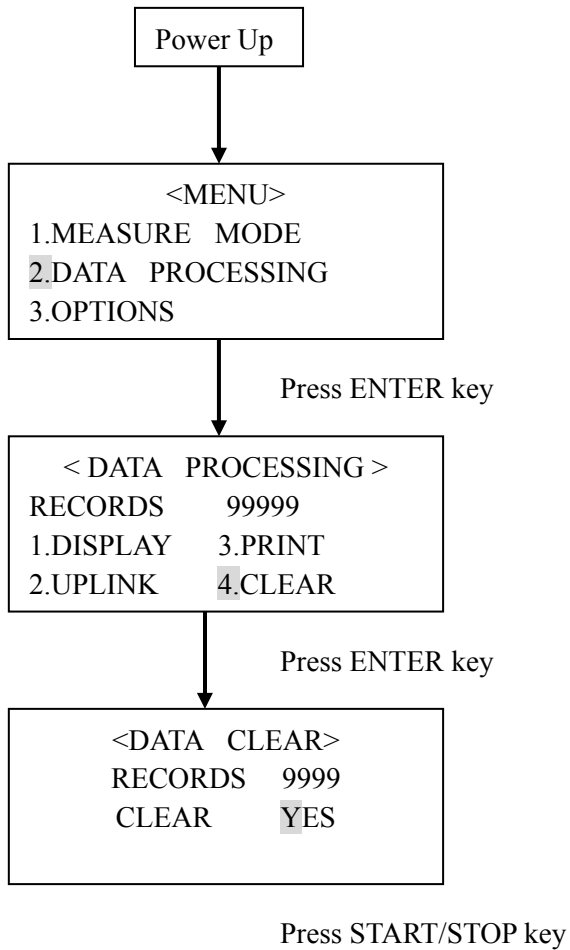 Power Up
<MENU>
1.MEASURE MODE
2.DATA PROCESSING
3.OPTIONS
Press ENTER key
< DATA PROCESSING >
RECORDS 99999
1.DISPLAY 3.PRINT
2.UPLINK 4.CLEAR
Press ENTER key
<DATA CLEAR>
RECORDS 9999
CLEAR YES
Press START/STOP key